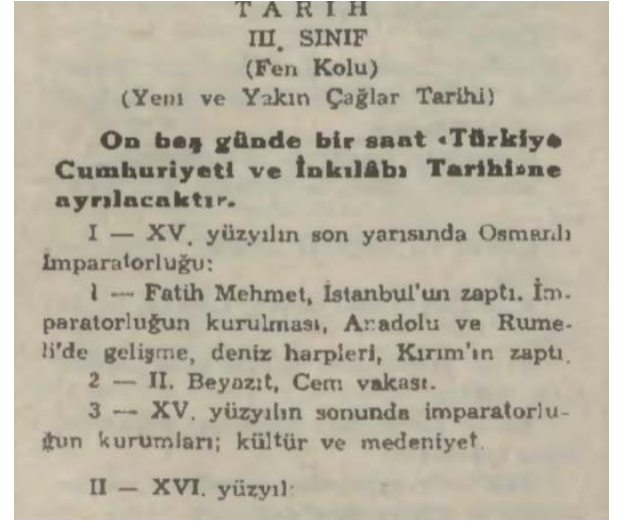 TARİH
III. SINIF
(Fen Kolu)
(Yeni ve Yakın Çağlar Tarihi)
On beş günde bir saat «Türkiye
Cumhuriyeti ve İnkılâbı Tarihi»ne
ayrılacaktır.
I — XV. yüzyılın son yarısında Osmanlı
İmparatorluğu:
1 — Fatih Mehmet, İstanbul'un zaptı. İm-
paratorluğun kurulması, Anadolu ve Rume-
li'de gelişme, deniz harpleri, Kırım'ın zaptı.
2 — II. Beyazıt, Cem vakası.
3 — XV. yüzyılın sonunda imparatorlu-
ğun kurumları; kültür ve medeniyet.
II — XVI. yüzyıl: